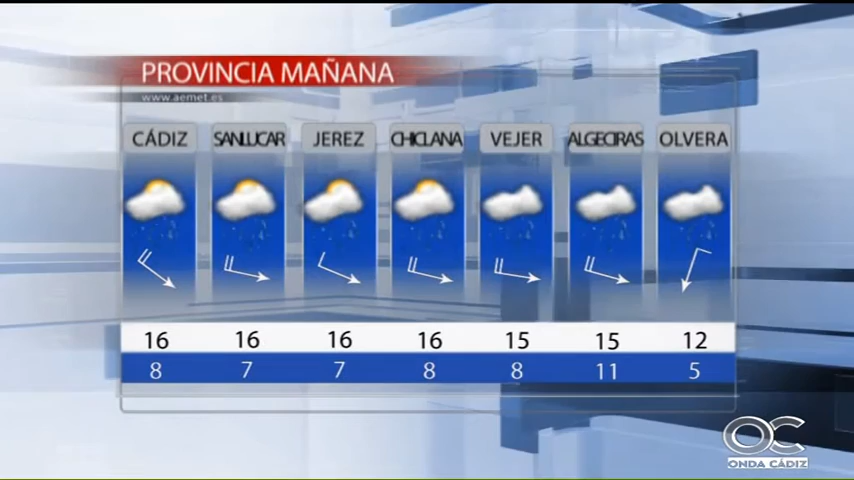 PROVINCIA MAÑANA
www.aemet.es
CÁDIZ SANLUCAR JEREZ CHICLANA VEJER ALGECIRAS OLVERA
16 16 16 16 15 15 12
8 7 7 8 8 11 5
OC
ONDA CÁDIZ